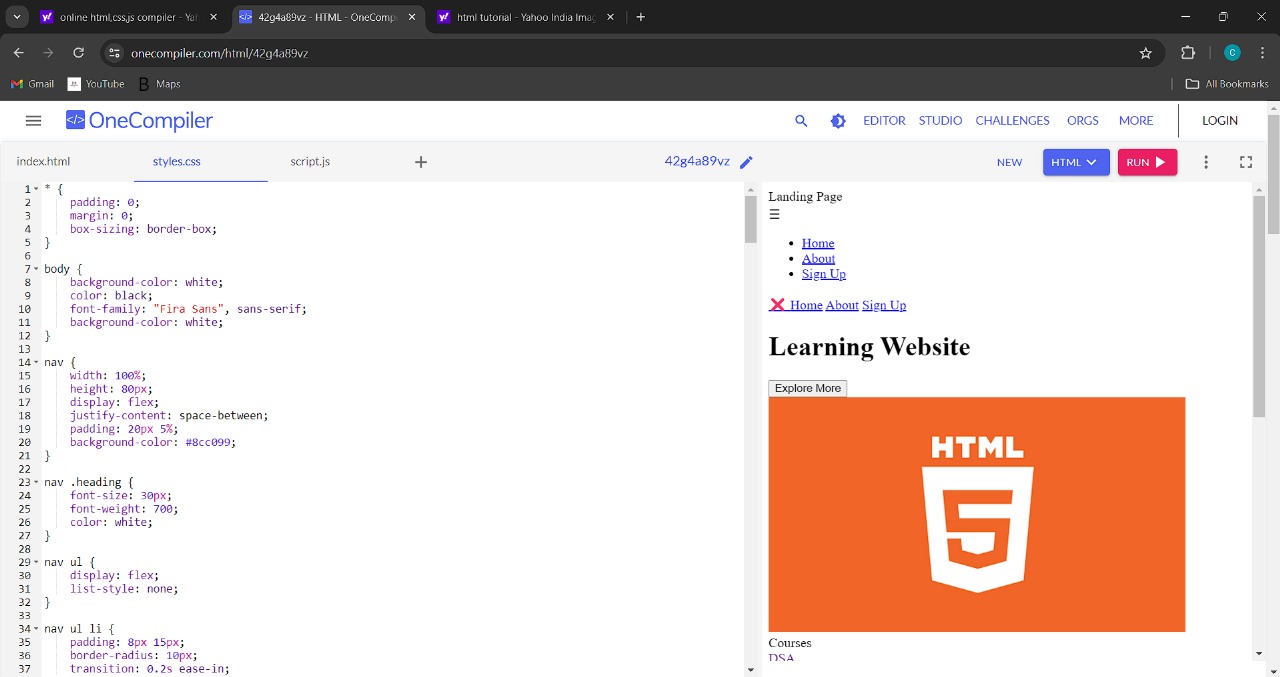 online html,css,js compiler - Yah
42g4a89vz - HTML - OneCompi
html tutorial - Yahoo India Imag
onecompiler.com/html/42g4a89vz
C
Gmail
YouTube
B Maps
All Bookmarks
</> OneCompiler
EDITOR STUDIO CHALLENGES ORGS MORE LOGIN
index.html styles.css script.js +
42g4a89vz
NEW HTML RUN
1 * {
2 padding: 0;
3 margin: 0;
4 box-sizing: border-box;
5 }
6
7 body {
8 background-color: white;
9 color: black;
10 font-family: "Fira Sans", sans-serif;
11 background-color: white;
12 }
13
14 nav {
15 width: 100%;
16 height: 80px;
17 display: flex;
18 justify-content: space-between;
19 padding: 20px 5%;
20 background-color: #8cc099;
21 }
22
23 nav .heading {
24 font-size: 30px;
25 font-weight: 700;
26 color: white;
27 }
28
29 nav ul {
30 display: flex;
31 list-style: none;
32 }
33
34 nav ul li {
35 padding: 8px 15px;
36 border-radius: 10px;
37 transition: 0.2s ease-in;
Landing Page
☰
• Home
• About
• Sign Up
❌ Home About Sign Up
Learning Website
Explore More
HTML
5
Courses
DSA